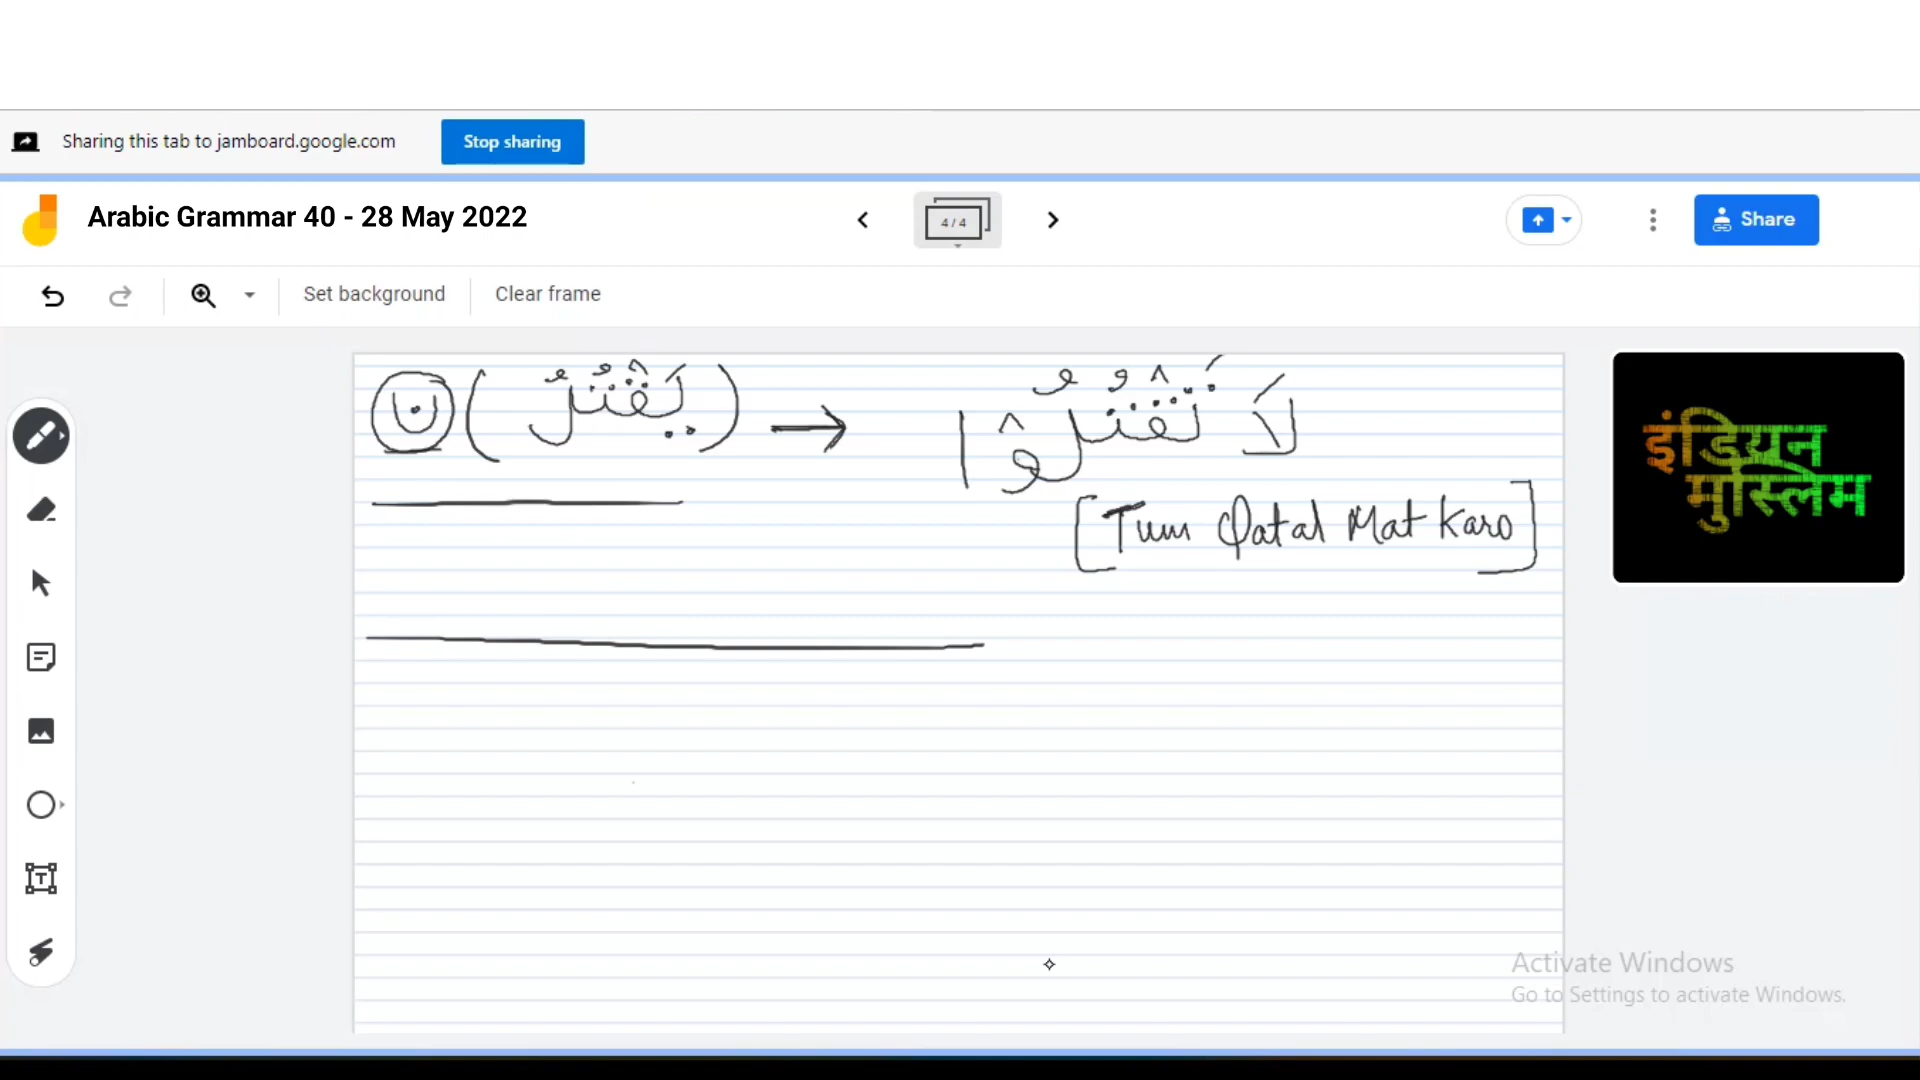 Sharing this tab to jamboard.google.com
Stop sharing
Arabic Grammar 40 - 28 May 2022
4 / 4
Share
Set background
Clear frame
ن (يَقْتُلُ) → لَا تَقْتُلُوْا
[Tum Qatal Mat Karo]
इंडियन
मुस्लिम
Activate Windows
Go to Settings to activate Windows.